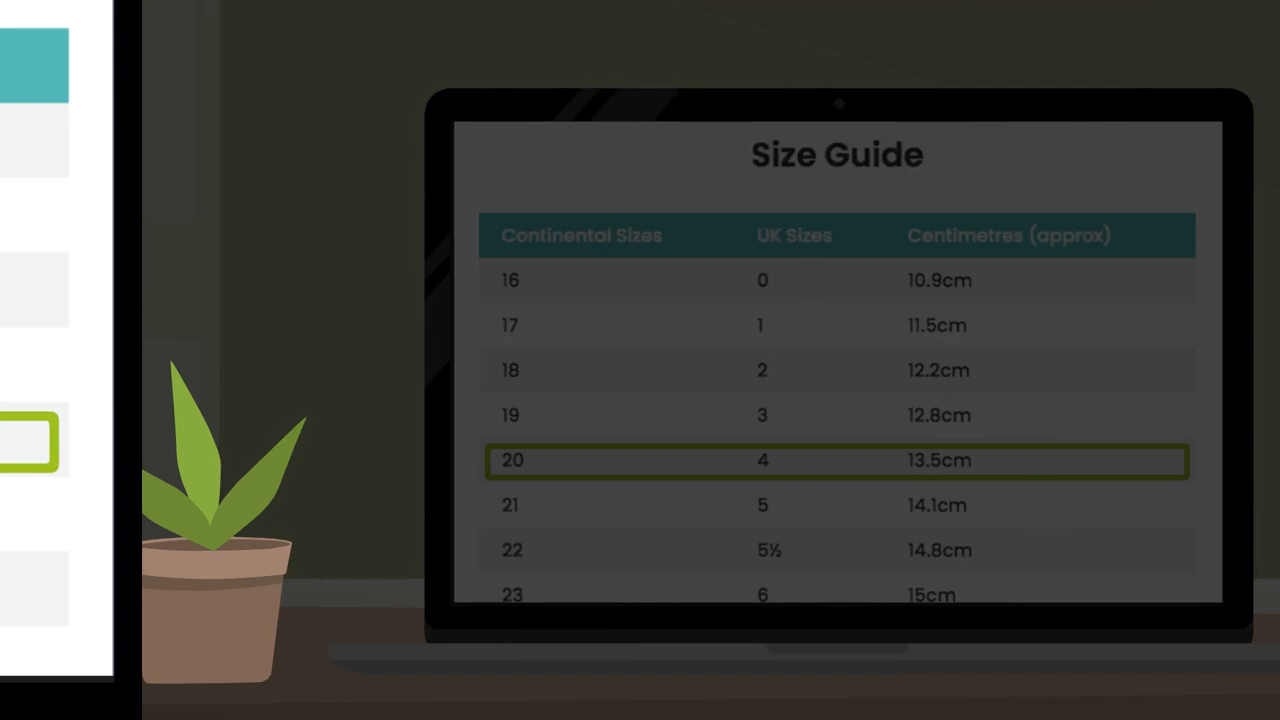 Size Guide
Continental Sizes UK Sizes Centimetres (approx)
16 0 10.9cm
17 1 11.5cm
18 2 12.2cm
19 3 12.8cm
20 4 13.5cm
21 5 14.1cm
22 5½ 14.8cm
23 6 15cm